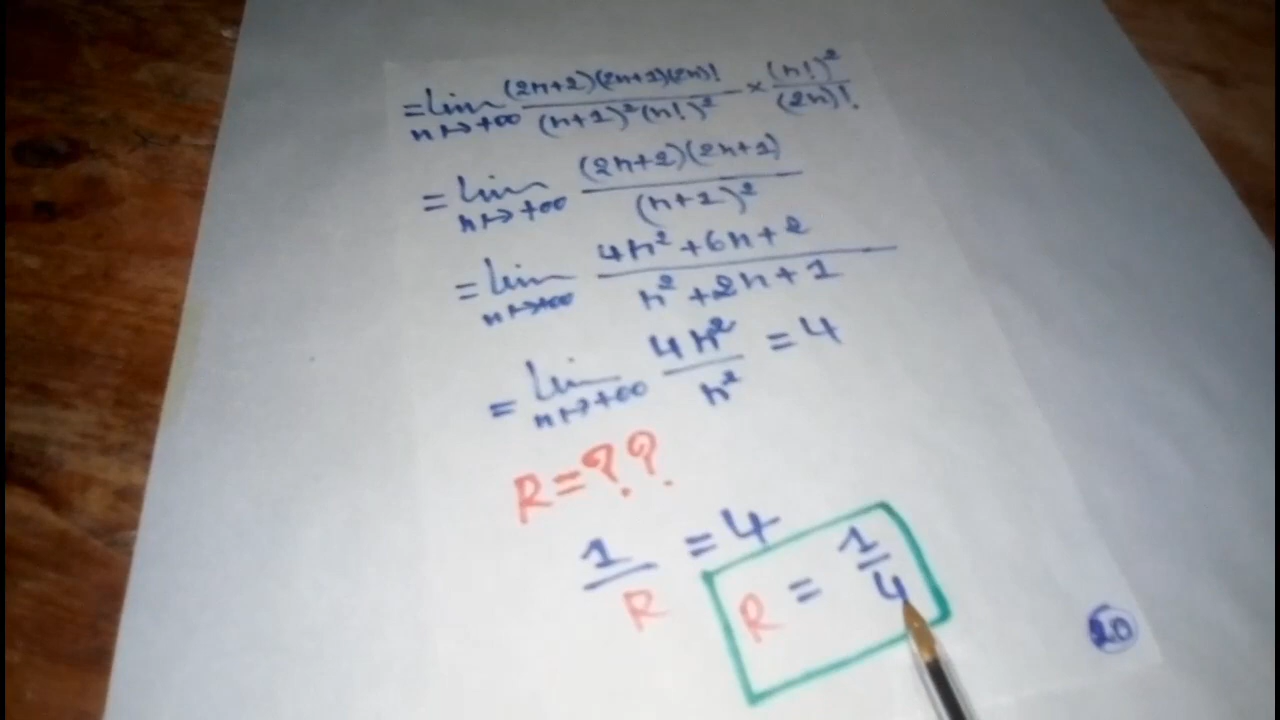 =lim n↦+∞ (2n+2)(2n+1)(2n)!/(n+1)²(n!)² × (n!)²/(2n)!
=lim n↦+∞ (2n+2)(2n+1)/(n+1)²
=lim n↦+∞ 4n²+6n+2/n²+2n+1
=lim n↦+∞ 4n²/n² =4
R=??
1/R =4
R = 1/4
20